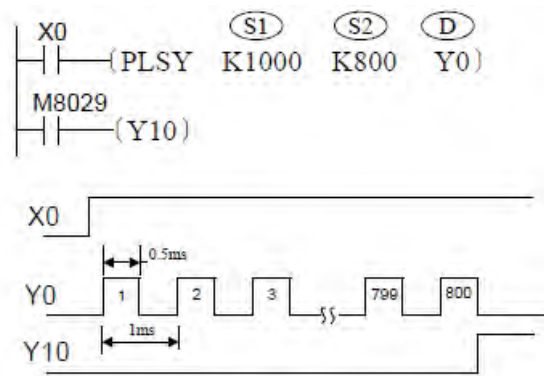 X0 S1 S2 D
[PLSY K1000 K800 Y0]
M8029
(Y10)
X0
0.5ms
Y0 1 2 3 799 800
1ms
Y10